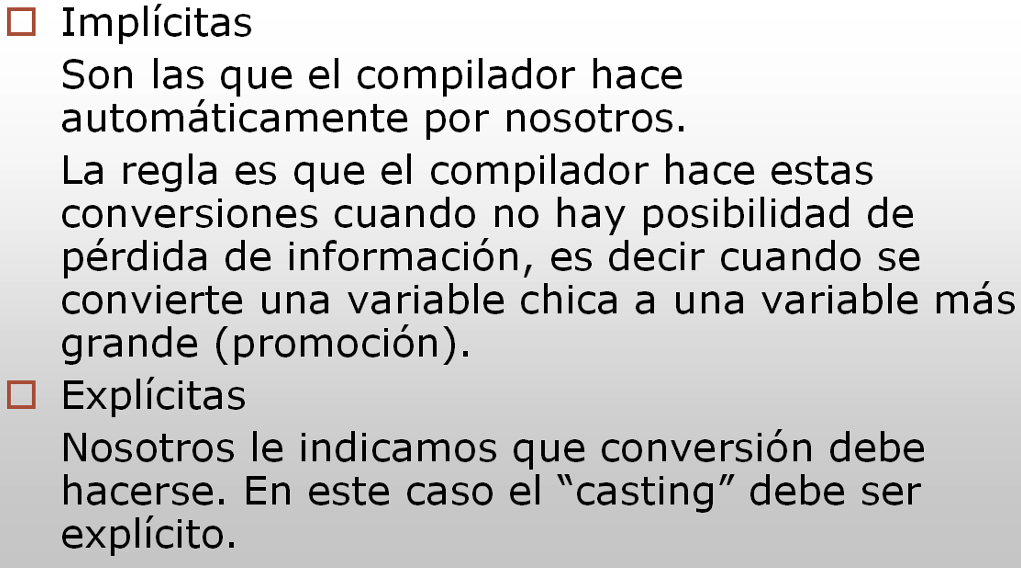 Implícitas
Son las que el compilador hace
automáticamente por nosotros.
La regla es que el compilador hace estas
conversiones cuando no hay posibilidad de
pérdida de información, es decir cuando se
convierte una variable chica a una variable más
grande (promoción).
Explícitas
Nosotros le indicamos que conversión debe
hacerse. En este caso el “casting” debe ser
explícito.